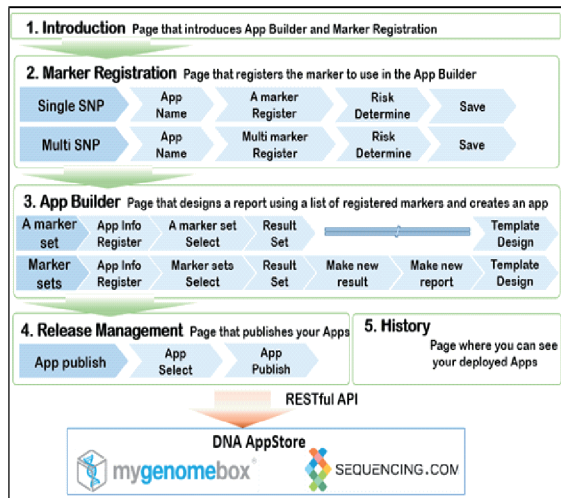 1. Introduction Page that introduces App Builder and Marker Registration
2. Marker Registration Page that registers the marker to use in the App Builder
Single SNP App Name A marker Register Risk Determine Save
Multi SNP App Name Multi marker Register Risk Determine Save
3. App Builder Page that designs a report using a list of registered markers and creates an app
A marker set App Info Register A marker set Select Result Set Template Design
Marker sets App Info Register Marker sets Select Result Set Make new result Make new report Template Design
4. Release Management Page that publishes your Apps
App publish App Select App Publish
5. History
Page where you can see
your deployed Apps
RESTful API
DNA AppStore
mygenomebox®
SEQUENCING.COM